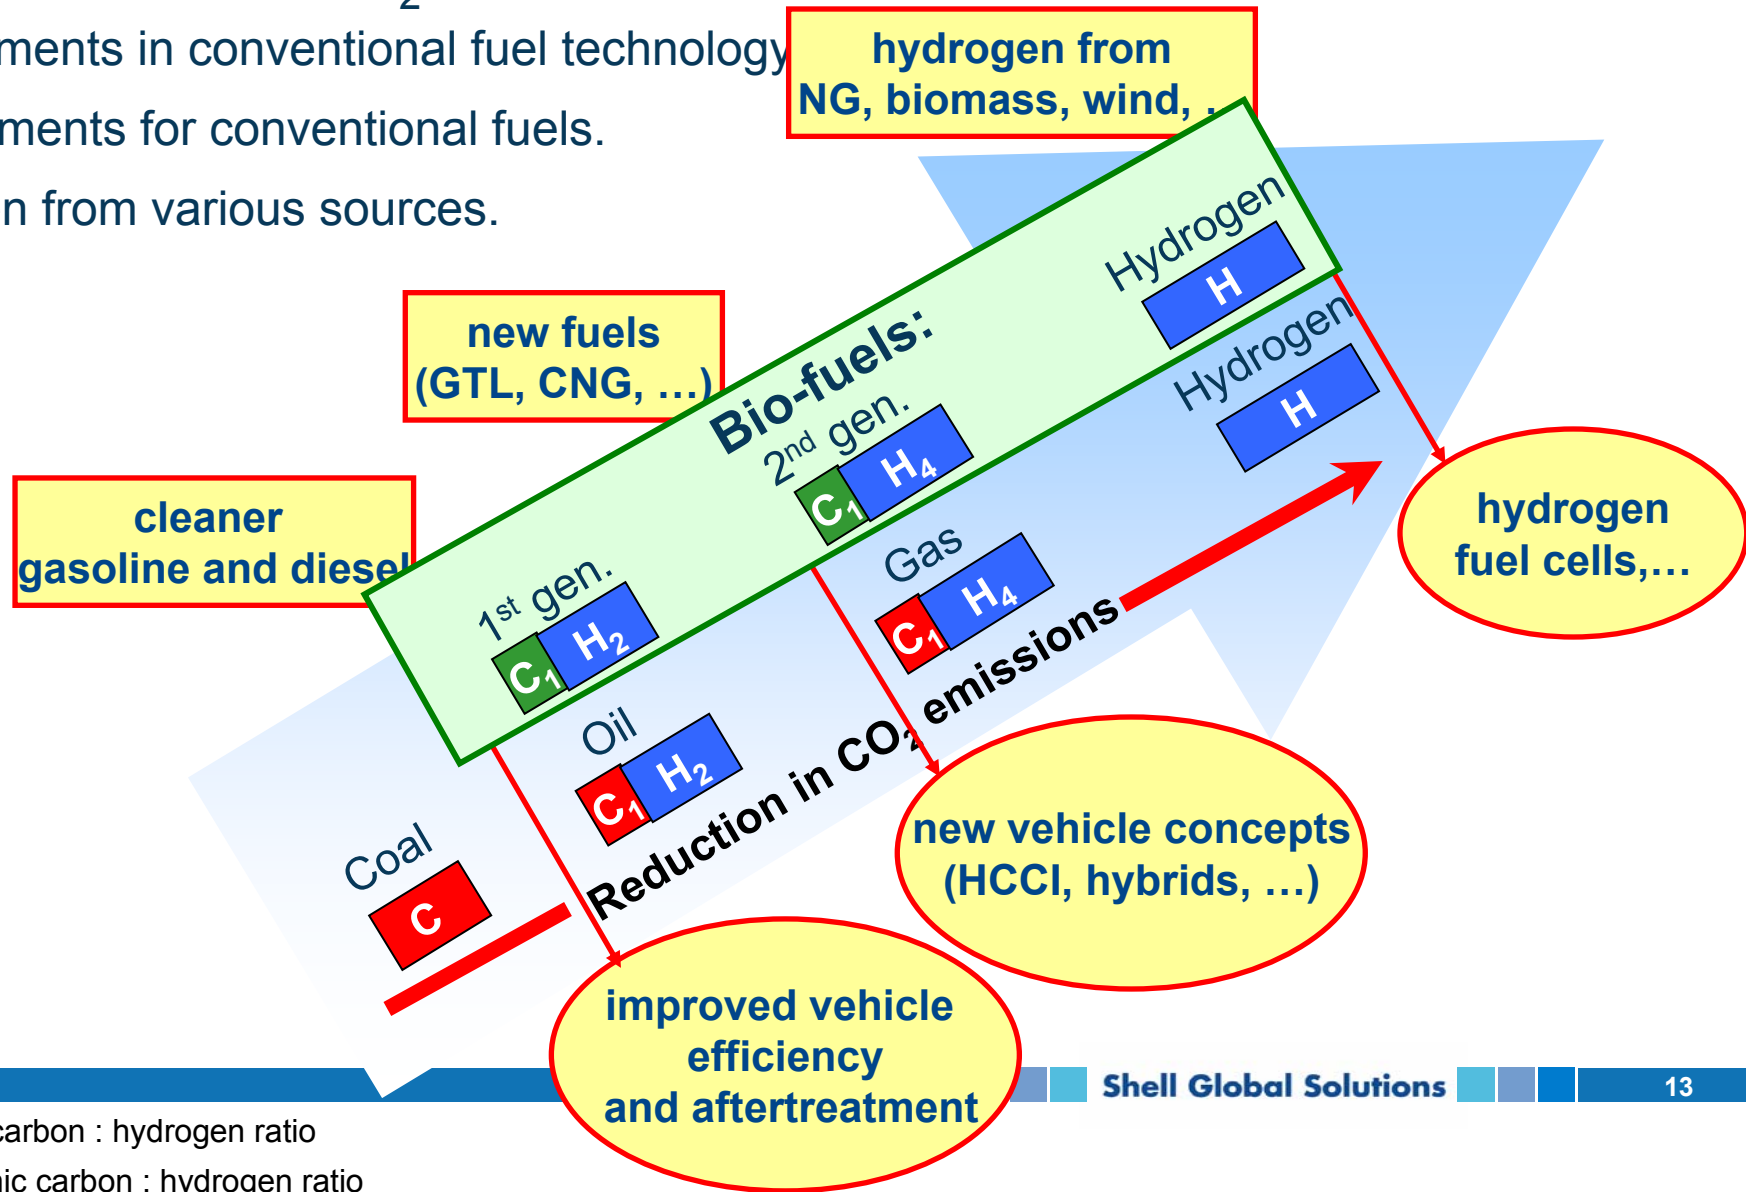 2
ments in conventional fuel technology
ments for conventional fuels.
n from various sources.
hydrogen from
NG, biomass, wind, .
new fuels
(GTL, CNG, …)
cleaner
gasoline and diesel
Bio-fuels:
1st gen.
C1 H2
2nd gen.
C1 H4
Hydrogen
H
Coal
C
Oil
C1 H2
Gas
C1 H4
Hydrogen
H
Reduction in CO2 emissions
hydrogen
fuel cells,…
new vehicle concepts
(HCCI, hybrids, …)
improved vehicle
efficiency
and aftertreatment
Shell Global Solutions
13
carbon : hydrogen ratio
ic carbon : hydrogen ratio